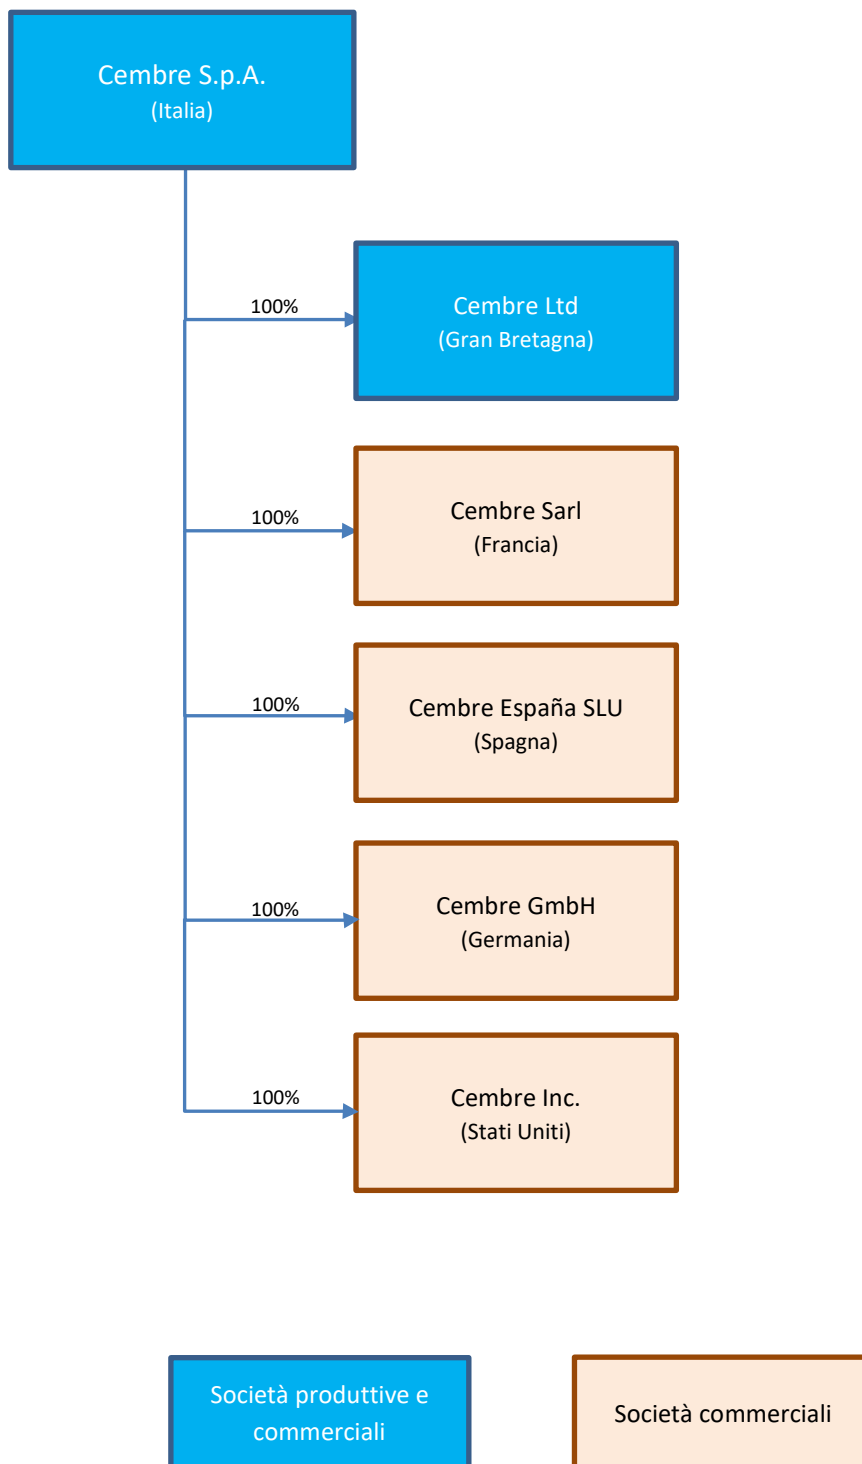 Cembre S.p.A.
(Italia)
100%
Cembre Ltd
(Gran Bretagna)
100%
Cembre Sarl
(Francia)
100%
Cembre España SLU
(Spagna)
100%
Cembre GmbH
(Germania)
100%
Cembre Inc.
(Stati Uniti)
Società produttive e
commerciali
Società commerciali